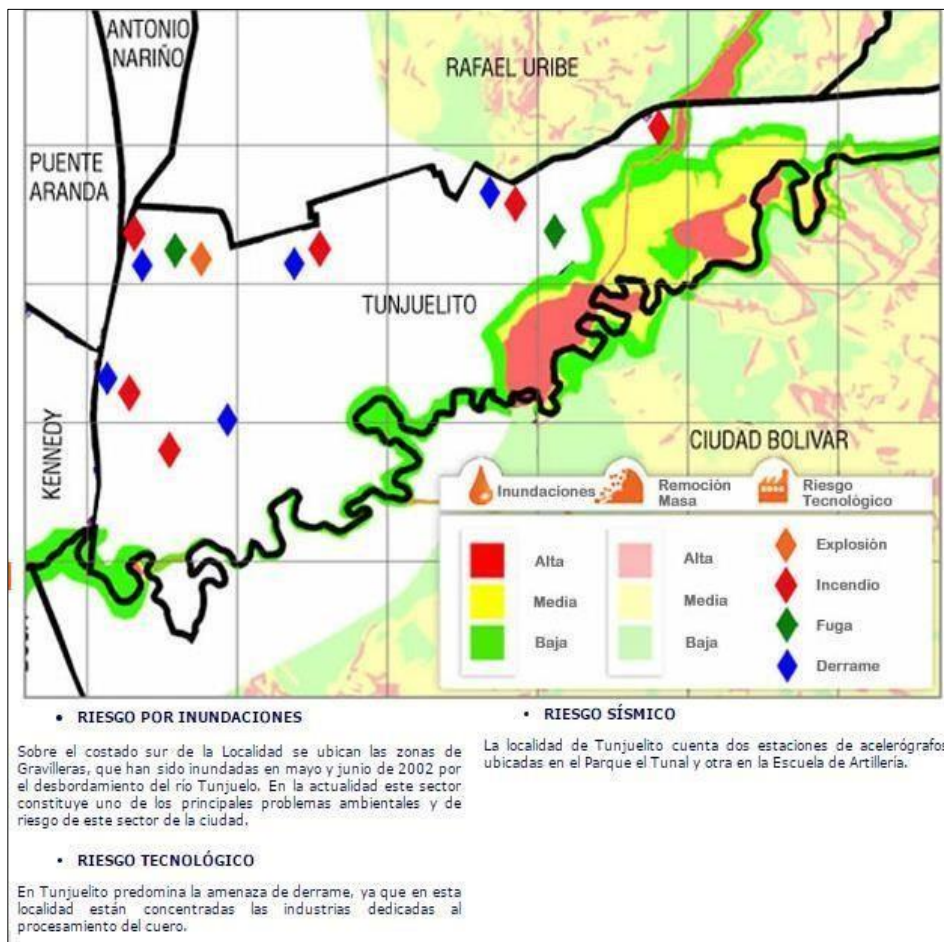 ANTONIO
NARIÑO
RAFAEL URIBE
PUENTE
ARANDA
TUNJUELITO
KENNEDY
CIUDAD BOLIVAR
Inundaciones
Remoción
Masa
Riesgo
Tecnológico
Alta
Media
Baja
Alta
Media
Baja
Explosión
Incendio
Fuga
Derrame
• RIESGO POR INUNDACIONES
Sobre el costado sur de la Localidad se ubican las zonas de
Gravilleras, que han sido inundadas en mayo y junio de 2002 por
el desbordamiento del río Tunjuelo. En la actualidad este sector
constituye uno de los principales problemas ambientales y de
riesgo de este sector de la ciudad.
• RIESGO TECNOLÓGICO
En Tunjuelito predomina la amenaza de derrame, ya que en esta
localidad están concentradas las industrias dedicadas al
procesamiento del cuero.
• RIESGO SÍSMICO
La localidad de Tunjuelito cuenta dos estaciones de acelerógrafos
ubicadas en el Parque el Tunal y otra en la Escuela de Artillería.